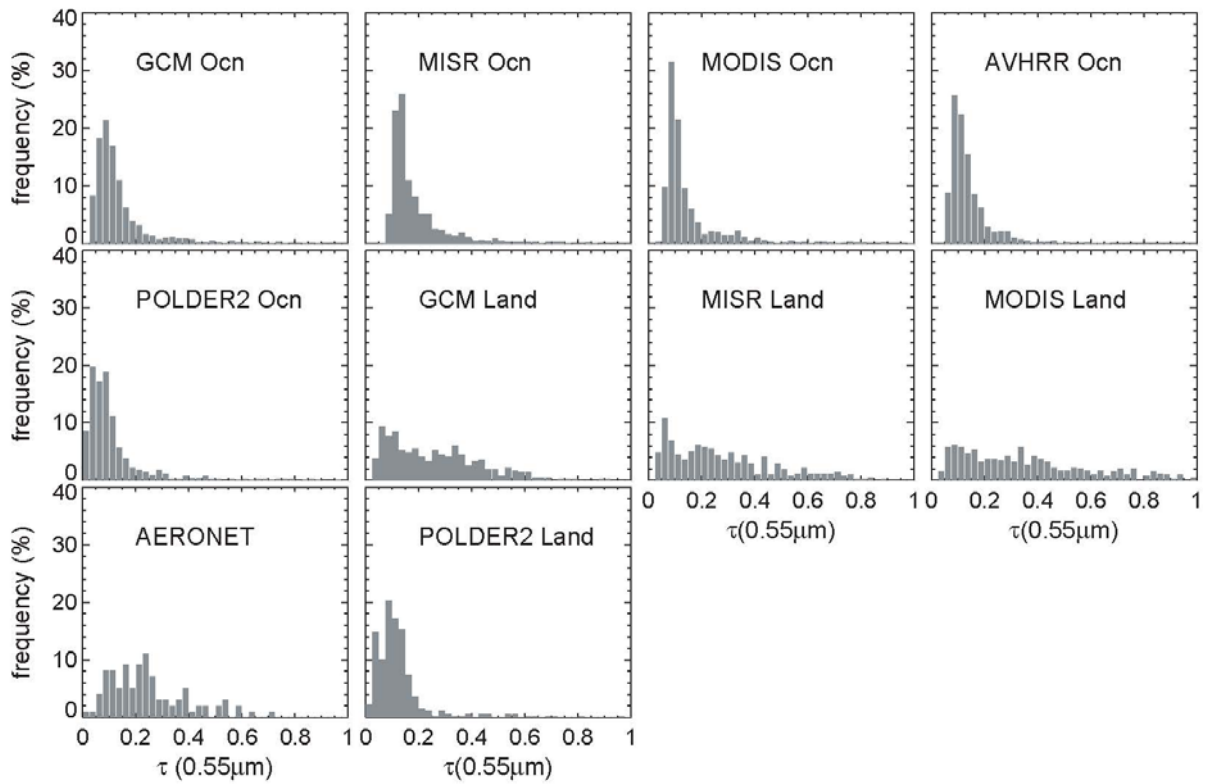 40
30
20
10
0
frequency (%)
GCM Ocn
MISR Ocn
MODIS Ocn
AVHRR Ocn
40
30
20
10
0
frequency (%)
POLDER2 Ocn
GCM Land
MISR Land
MODIS Land
0 0.2 0.4 0.6 0.8 1 0 0.2 0.4 0.6 0.8 1
τ(0.55μm) τ(0.55μm)
40
30
20
10
0
frequency (%)
AERONET
POLDER2 Land
0 0.2 0.4 0.6 0.8 1 0 0.2 0.4 0.6 0.8 1
τ (0.55μm) τ(0.55μm)